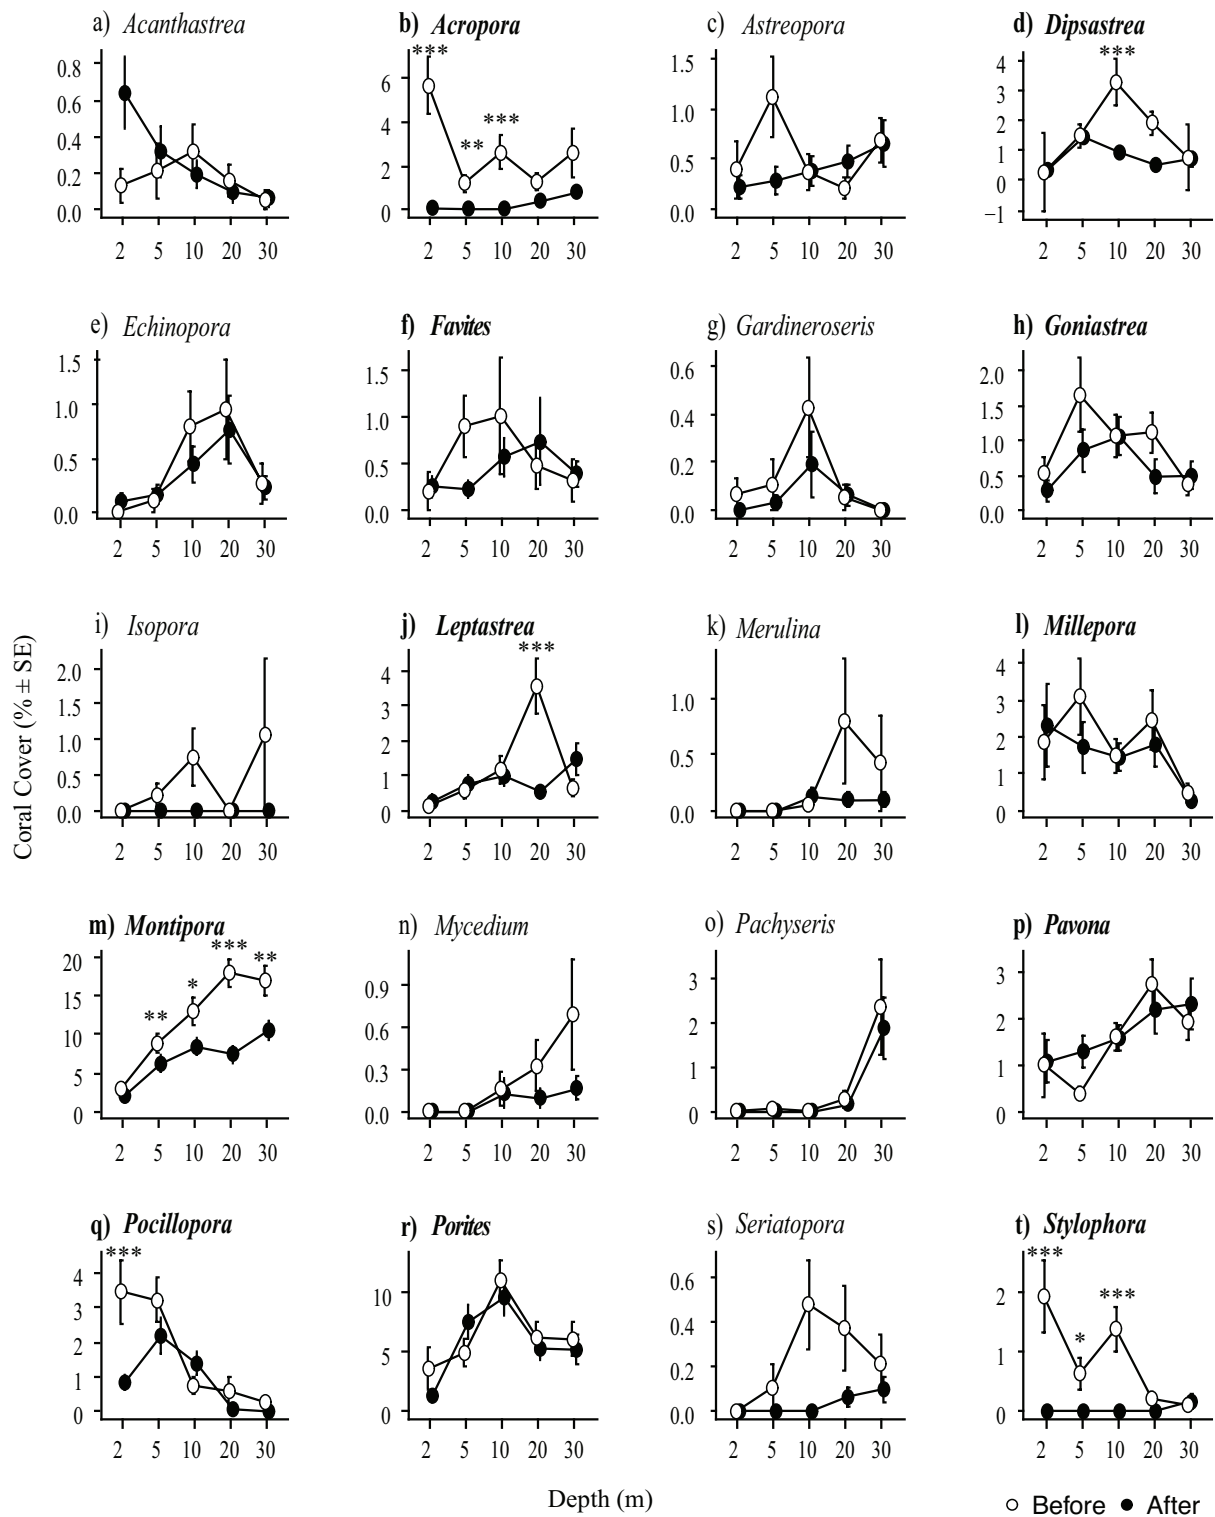 a) Acanthastrea
b) Acropora
c) Astreopora
d) Dipsastrea
0.8
0.6
0.4
0.2
0.0
2 5 10 20 30
***
**
***
6
4
2
0
2 5 10 20 30
1.5
1.0
0.5
0.0
2 5 10 20 30
***
4
3
2
1
0
−1
2 5 10 20 30
e) Echinopora
f) Favites
g) Gardineroseris
h) Goniastrea
1.5
1.0
0.5
0.0
2 5 10 20 30
1.5
1.0
0.5
0.0
2 5 10 20 30
0.6
0.4
0.2
0.0
2 5 10 20 30
2.0
1.5
1.0
0.5
0.0
2 5 10 20 30
Coral Cover (% ± SE)
i) Isopora
j) Leptastrea
k) Merulina
l) Millepora
2.0
1.5
1.0
0.5
0.0
2 5 10 20 30
***
4
3
2
1
0
2 5 10 20 30
1.0
0.5
0.0
2 5 10 20 30
4
3
2
1
0
2 5 10 20 30
m) Montipora
n) Mycedium
o) Pachyseris
p) Pavona
**
*
***
**
20
15
10
5
0
2 5 10 20 30
0.9
0.6
0.3
0.0
2 5 10 20 30
3
2
1
0
2 5 10 20 30
3
2
1
0
2 5 10 20 30
q) Pocillopora
r) Porites
s) Seriatopora
t) Stylophora
***
4
3
2
1
0
2 5 10 20 30
10
5
0
2 5 10 20 30
0.6
0.4
0.2
0.0
2 5 10 20 30
***
*
***
2
1
0
2 5 10 20 30
Depth (m)
Before After